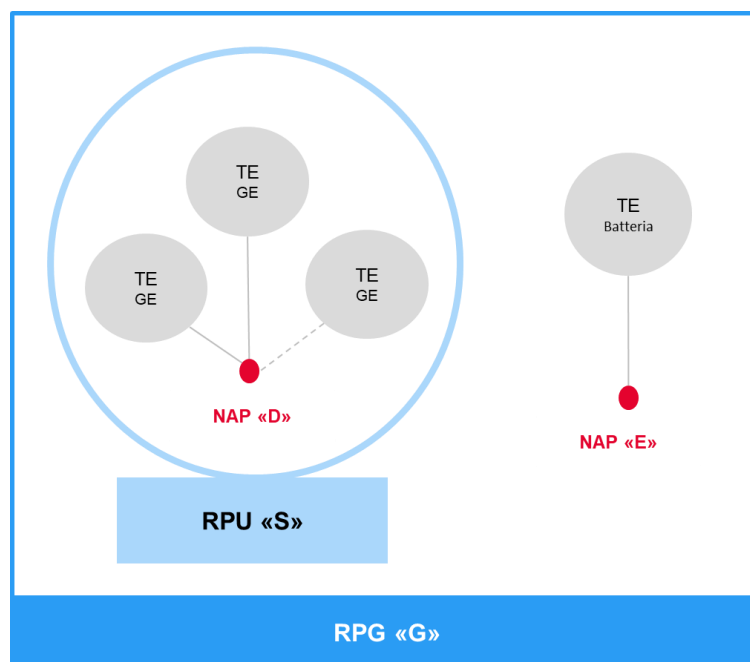 TE
GE
TE
GE
TE
GE
NAP «D»
RPU «S»
TE
Batteria
NAP «E»
RPG «G»